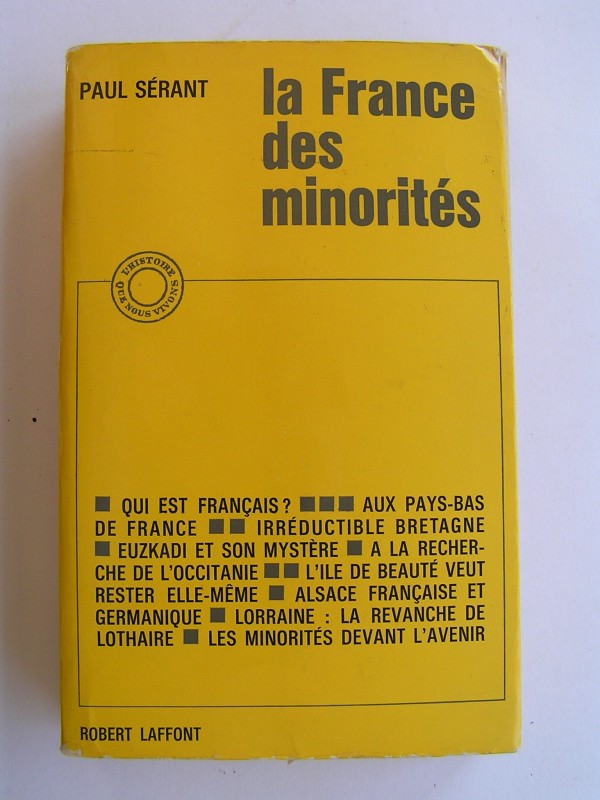 PAUL SÉRANT
la France
des
minorités
L'HISTOIRE
QUE NOUS VIVONS
■ QUI EST FRANÇAIS? ■■■ AUX PAYS-BAS
DE FRANCE ■■ IRRÉDUCTIBLE BRETAGNE
■ EUZKADI ET SON MYSTÈRE ■ A LA RECHER-
CHE DE L'OCCITANIE ■■ L'ILE DE BEAUTÉ VEUT
RESTER ELLE-MÊME ■ ALSACE FRANÇAISE ET
GERMANIQUE ■ LORRAINE : LA REVANCHE DE
LOTHAIRE ■ LES MINORITÉS DEVANT L'AVENIR
ROBERT LAFFONT